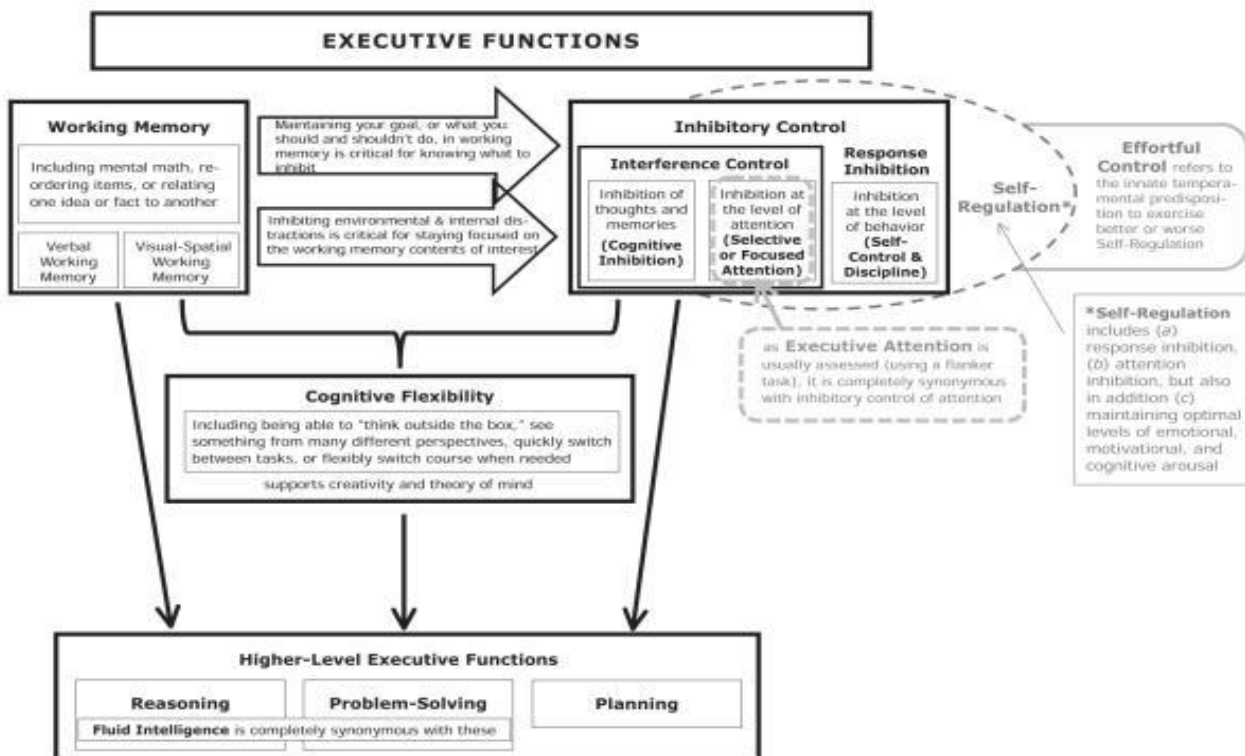 EXECUTIVE FUNCTIONS
Working Memory
Including mental math, re-
ordering items, or relating
one idea or fact to another
Verbal
Working
Memory
Visual-Spatial
Working
Memory
Maintaining your goal, or what you
should and shouldn't do, in working
memory is critical for knowing what to
inhibit
Inhibiting environmental & internal dis-
tractions is critical for staying focused on
the working memory contents of interest
Inhibitory Control
Interference Control
Inhibition of
thoughts and
memories
(Cognitive
Inhibition)
Inhibition at
the level of
attention
(Selective
or Focused
Attention)
Response
Inhibition
Inhibition
at the level
of behavior
(Self-
Control &
Discipline)
Self-
Regulation*
Effortful
Control refers to
the innate tempera-
mental predisposi-
tion to exercise
better or worse
Self-Regulation
as Executive Attention is
usually assessed (using a flanker
task), it is completely synonymous
with inhibitory control of attention
*Self-Regulation
includes (a)
response inhibition,
(b) attention
inhibition, but also
in addition (c)
maintaining optimal
levels of emotional,
motivational, and
cognitive arousal
Cognitive Flexibility
Including being able to "think outside the box," see
something from many different perspectives, quickly switch
between tasks, or flexibly switch course when needed
supports creativity and theory of mind
Higher-Level Executive Functions
Reasoning
Problem-Solving
Planning
Fluid Intelligence is completely synonymous with these